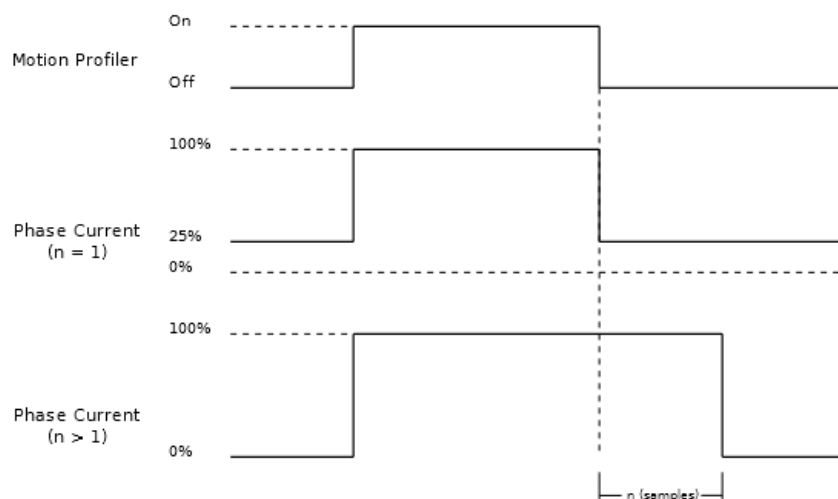 On
Motion Profiler
Off
100%
Phase Current
(n = 1)
25%
0%
100%
Phase Current
(n > 1)
0%
n (samples)